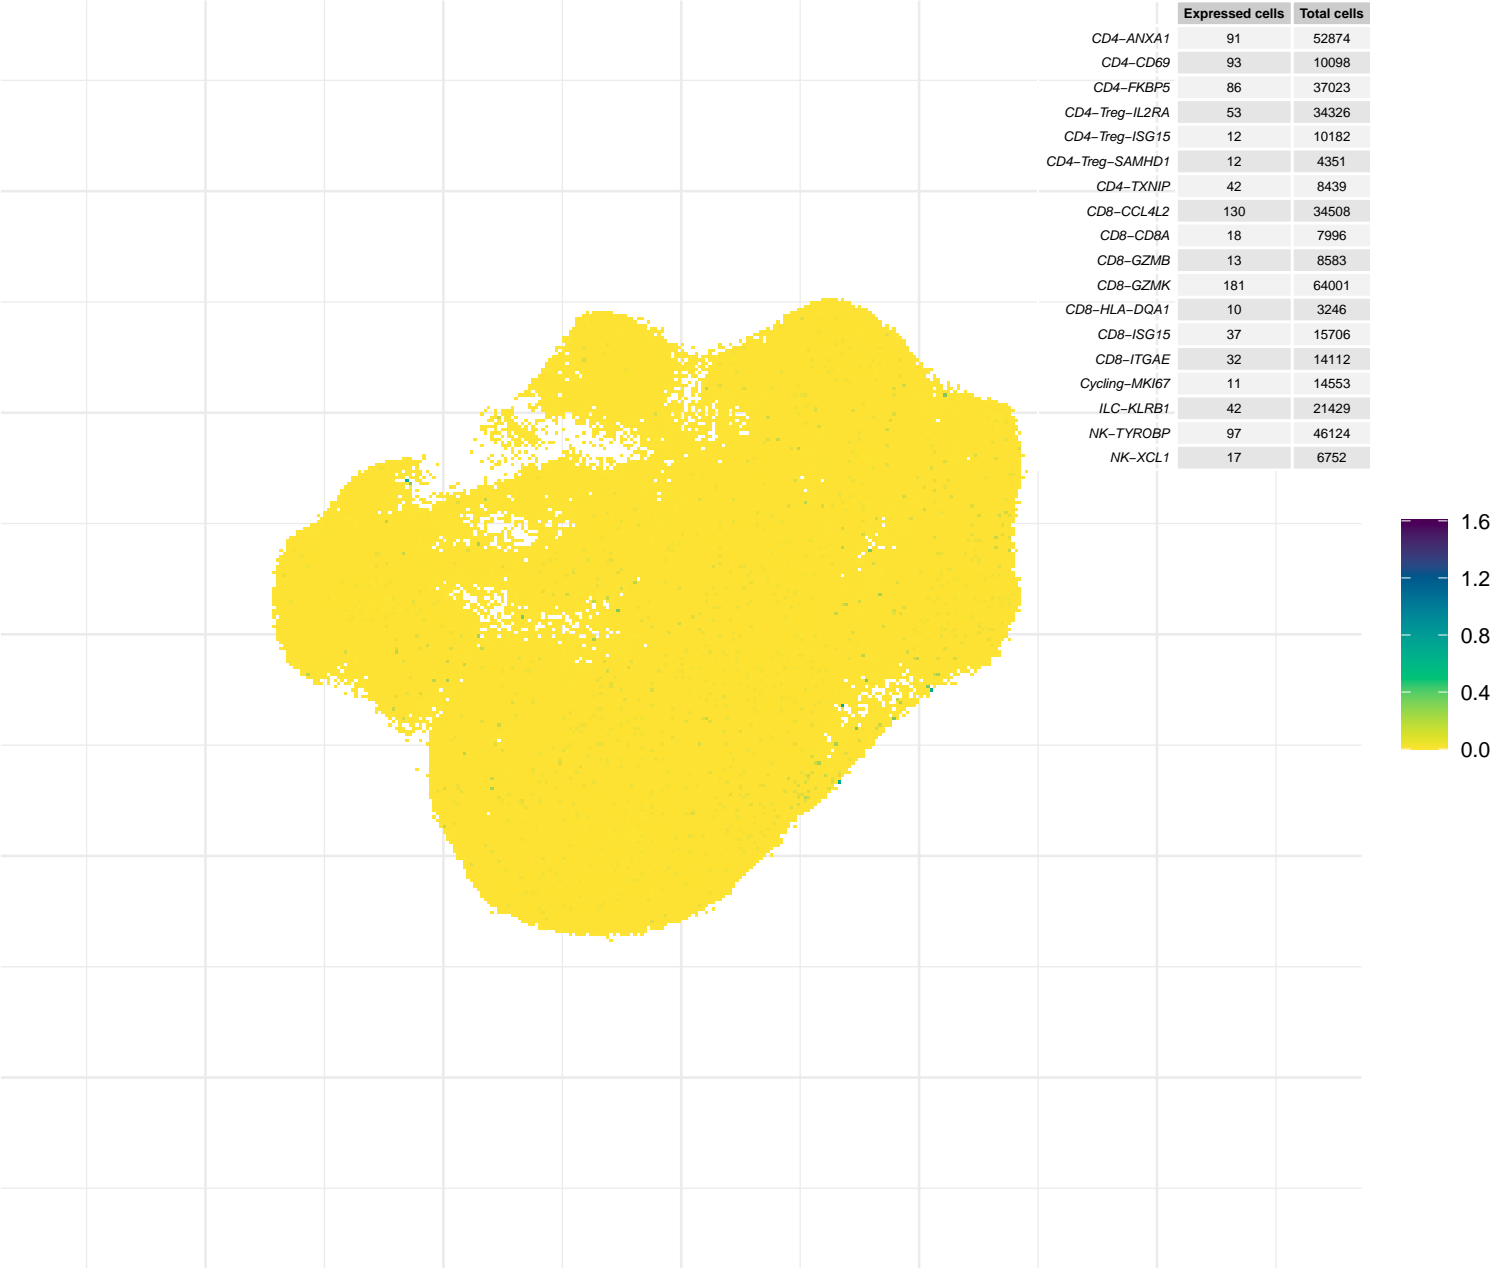 Expressed cells Total cells
CD4−ANXA1 91 52874
CD4−CD69 93 10098
CD4−FKBP5 86 37023
CD4−Treg−IL2RA 53 34326
CD4−Treg−ISG15 12 10182
CD4−Treg−SAMHD1 12 4351
CD4−TXNIP 42 8439
CD8−CCL4L2 130 34508
CD8−CD8A 18 7996
CD8−GZMB 13 8583
CD8−GZMK 181 64001
CD8−HLA−DQA1 10 3246
CD8−ISG15 37 15706
CD8−ITGAE 32 14112
Cycling−MKI67 11 14553
ILC−KLRB1 42 21429
NK−TYROBP 97 46124
NK−XCL1 17 6752
1.6
1.2
0.8
0.4
0.0